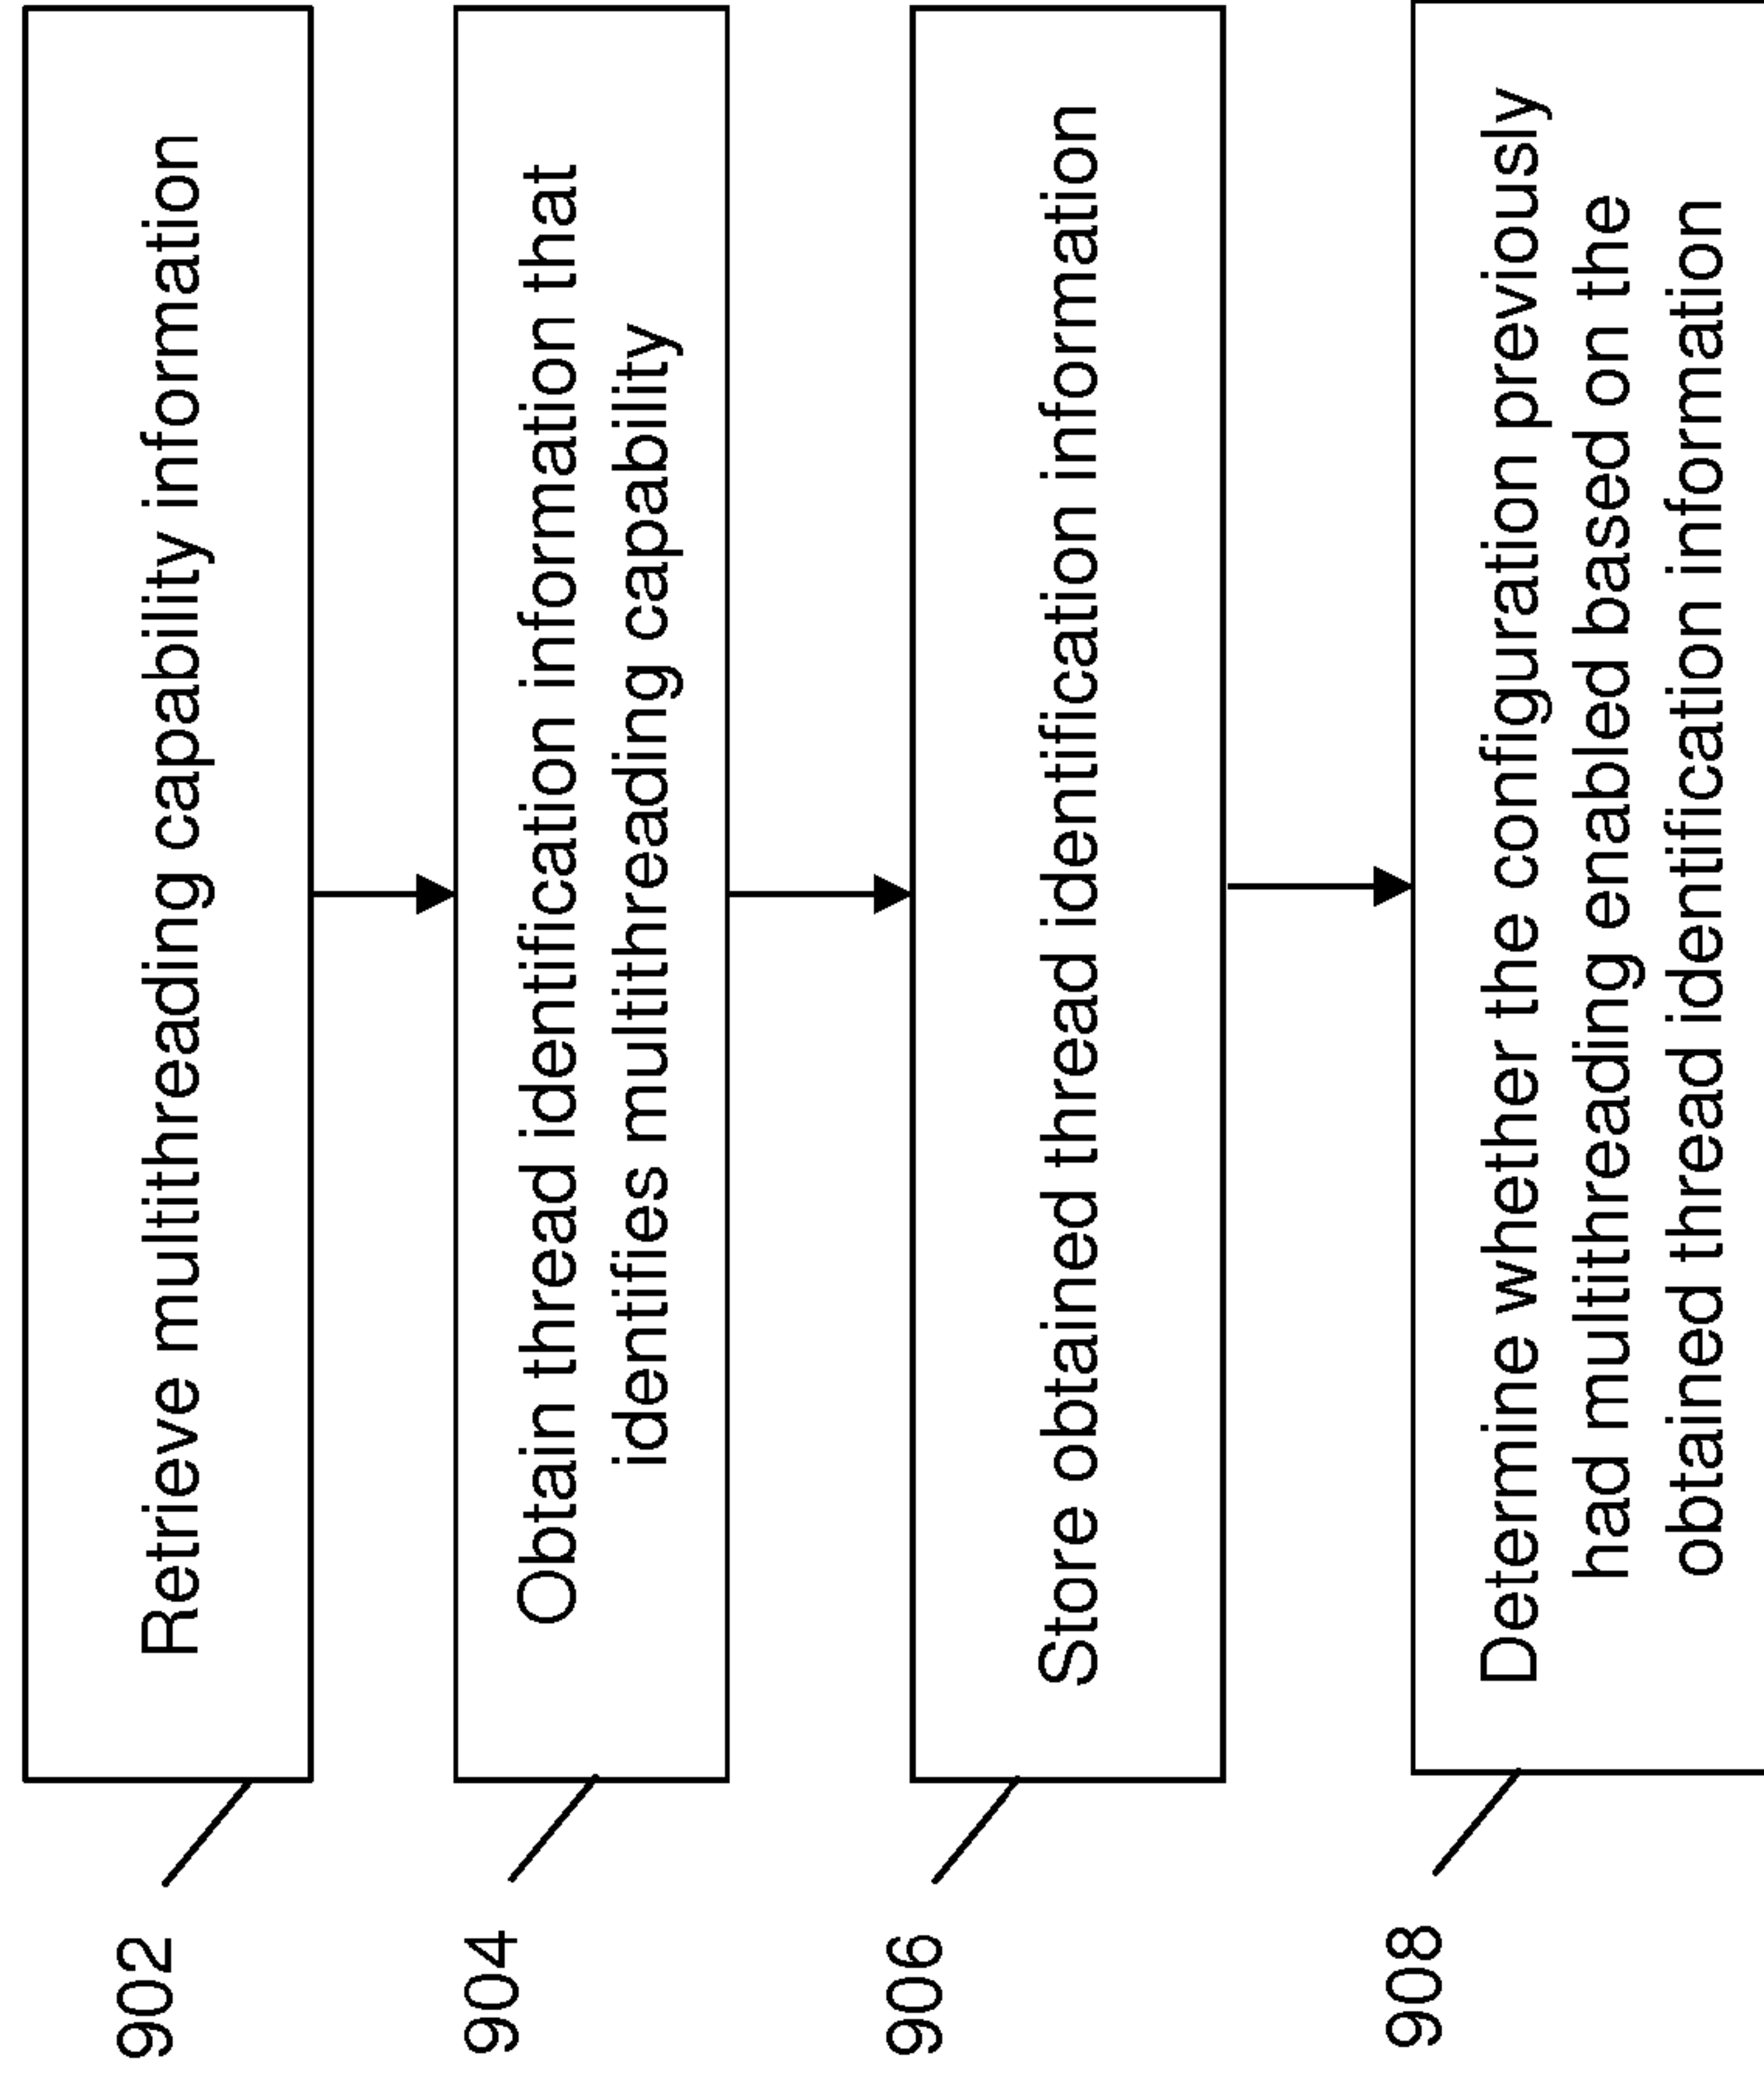 902
Retrieve multithreading capability information
904
Obtain thread identification information that
identifies multithreading capability
906
Store obtained thread identification information
908
Determine whether the configuration previously
had multithreading enabled based on the
obtained thread identification information